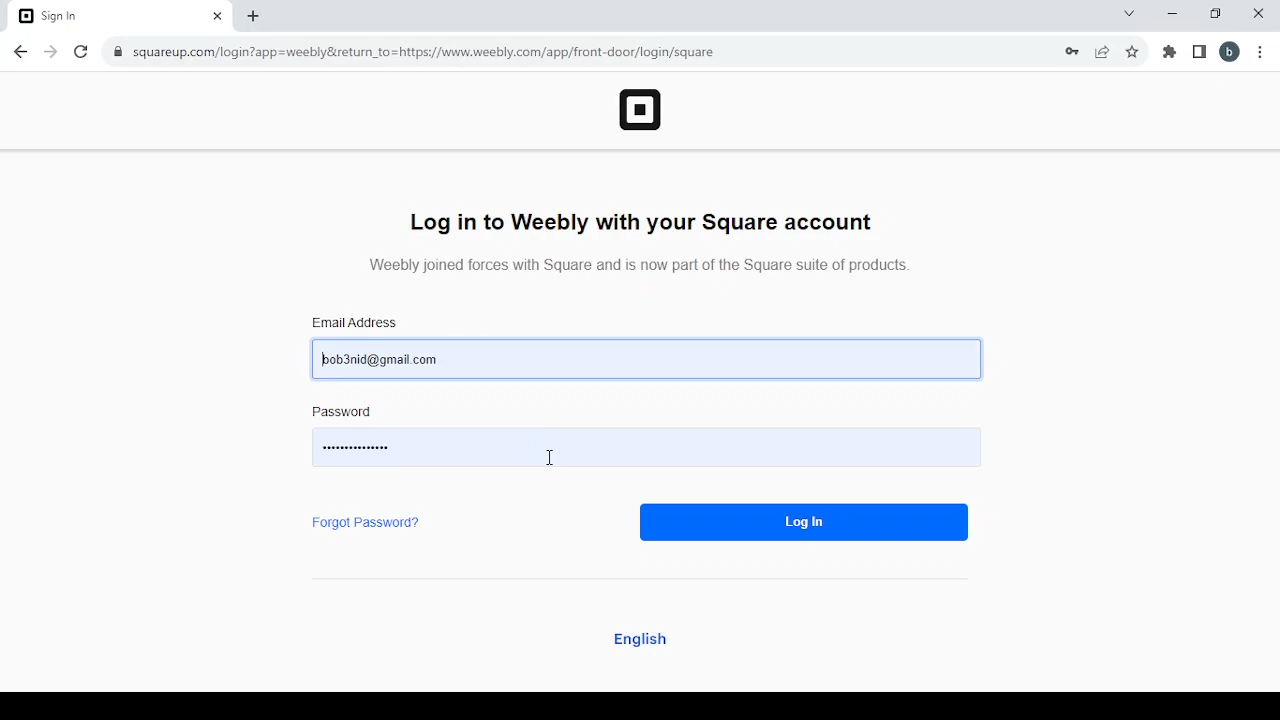 Sign In
squareup.com/login?app=weebly&return_to=https://www.weebly.com/app/front-door/login/square
b
Log in to Weebly with your Square account
Weebly joined forces with Square and is now part of the Square suite of products.
Email Address
bob3nid@gmail.com
Password
•••••••••••••••
Forgot Password?
Log In
English